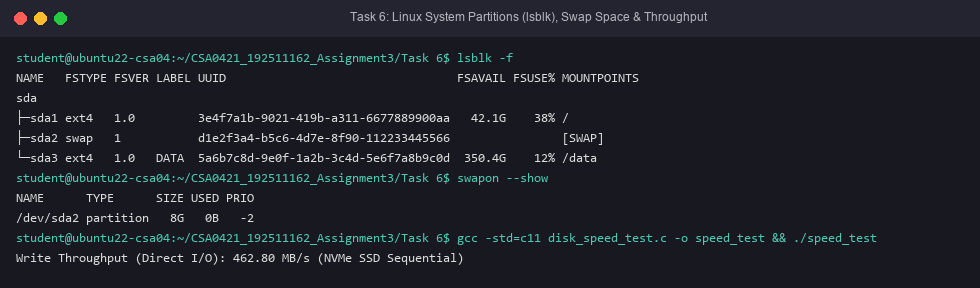 Task 6: Linux System Partitions (lsblk), Swap Space & Throughput
student@ubuntu22-csa04:~/CSA0421_192511162_Assignment3/Task 6$ lsblk -f
NAME   FSTYPE FSVER LABEL UUID                                 FSAVAIL FSUSE% MOUNTPOINTS
sda
├─sda1 ext4   1.0         3e4f7a1b-9021-419b-a311-6677889900aa   42.1G    38% /
├─sda2 swap   1           d1e2f3a4-b5c6-4d7e-8f90-112233445566                [SWAP]
└─sda3 ext4   1.0   DATA  5a6b7c8d-9e0f-1a2b-3c4d-5e6f7a8b9c0d  350.4G    12% /data
student@ubuntu22-csa04:~/CSA0421_192511162_Assignment3/Task 6$ swapon --show
NAME      TYPE      SIZE USED PRIO
/dev/sda2 partition   8G   0B   -2
student@ubuntu22-csa04:~/CSA0421_192511162_Assignment3/Task 6$ gcc -std=c11 disk_speed_test.c -o speed_test && ./speed_test
Write Throughput (Direct I/O): 462.80 MB/s (NVMe SSD Sequential)